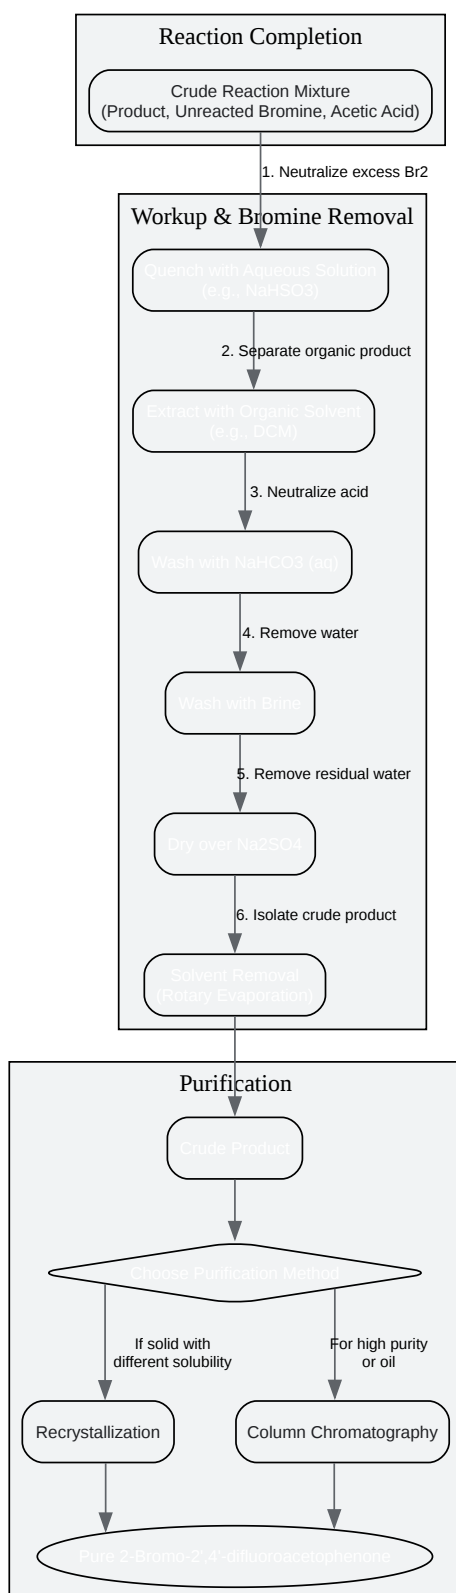 Reaction Completion
Crude Reaction Mixture
(Product, Unreacted Bromine, Acetic Acid)
1. Neutralize excess Br2
Workup & Bromine Removal
Quench with Aqueous Solution
(e.g., NaHSO3)
2. Separate organic product
Extract with Organic Solvent
(e.g., DCM)
3. Neutralize acid
Wash with NaHCO3 (aq)
4. Remove water
Wash with Brine
5. Remove residual water
Dry over Na2SO4
6. Isolate crude product
Solvent Removal
(Rotary Evaporation)
Purification
Crude Product
Choose Purification Method
If solid with
different solubility
For high purity
or oil
Recrystallization
Column Chromatography
Pure 2-Bromo-2',4'-difluoroacetophenone